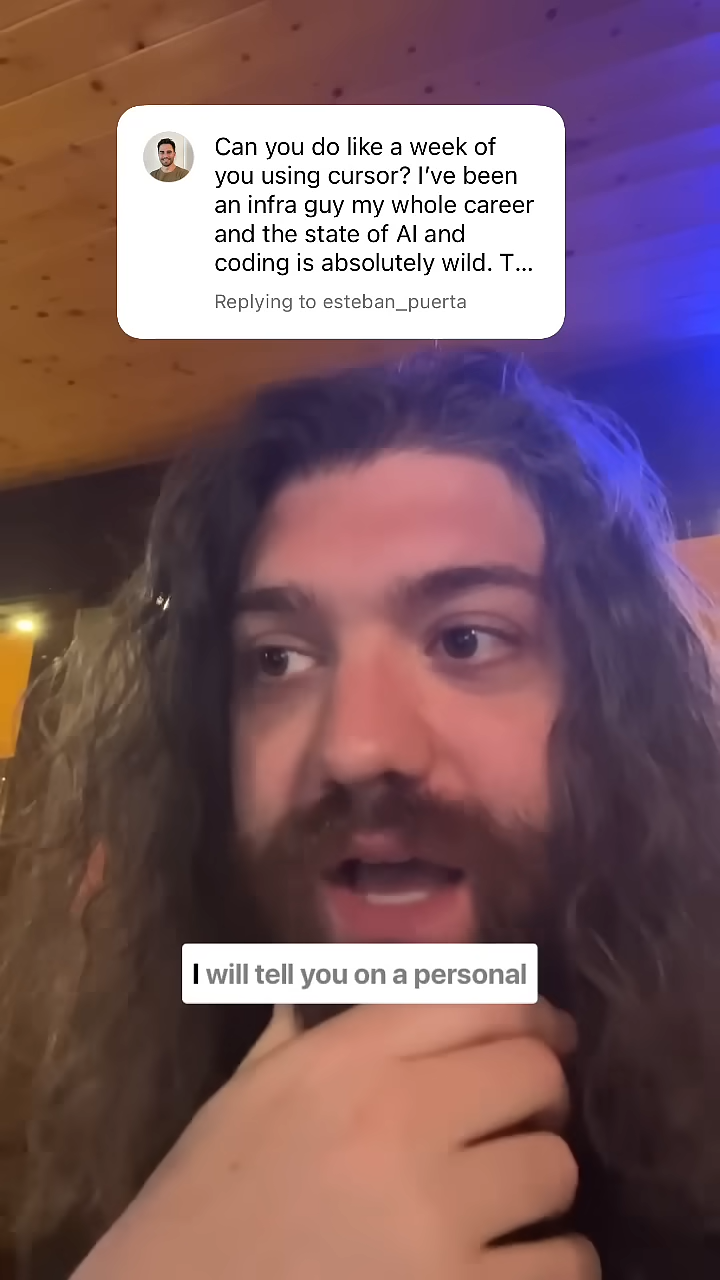 Can you do like a week of
you using cursor? I’ve been
an infra guy my whole career
and the state of AI and
coding is absolutely wild. T...
Replying to esteban_puerta
I will tell you on a personal